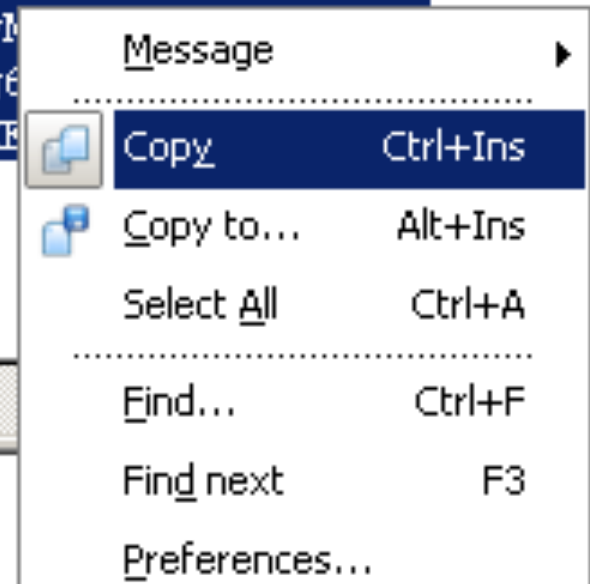 Message
Copy Ctrl+Ins
Copy to... Alt+Ins
Select All Ctrl+A
Find... Ctrl+F
Find next F3
Preferences...